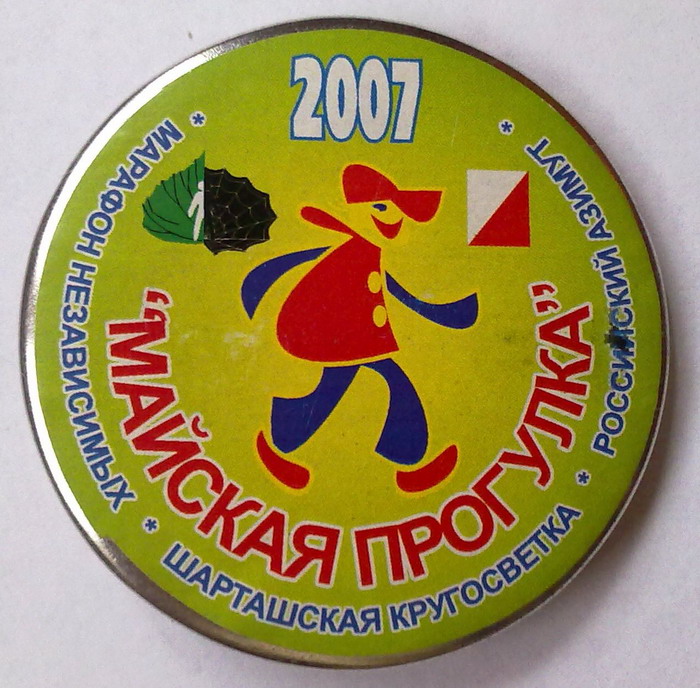 2007
* МАРАФОН НЕЗАВИСИМЫХ * ШАРТАШСКАЯ КРУГОСВЕТКА * РОССИЙСКИЙ АЗИМУТ *
"МАЙСКАЯ ПРОГУЛКА"